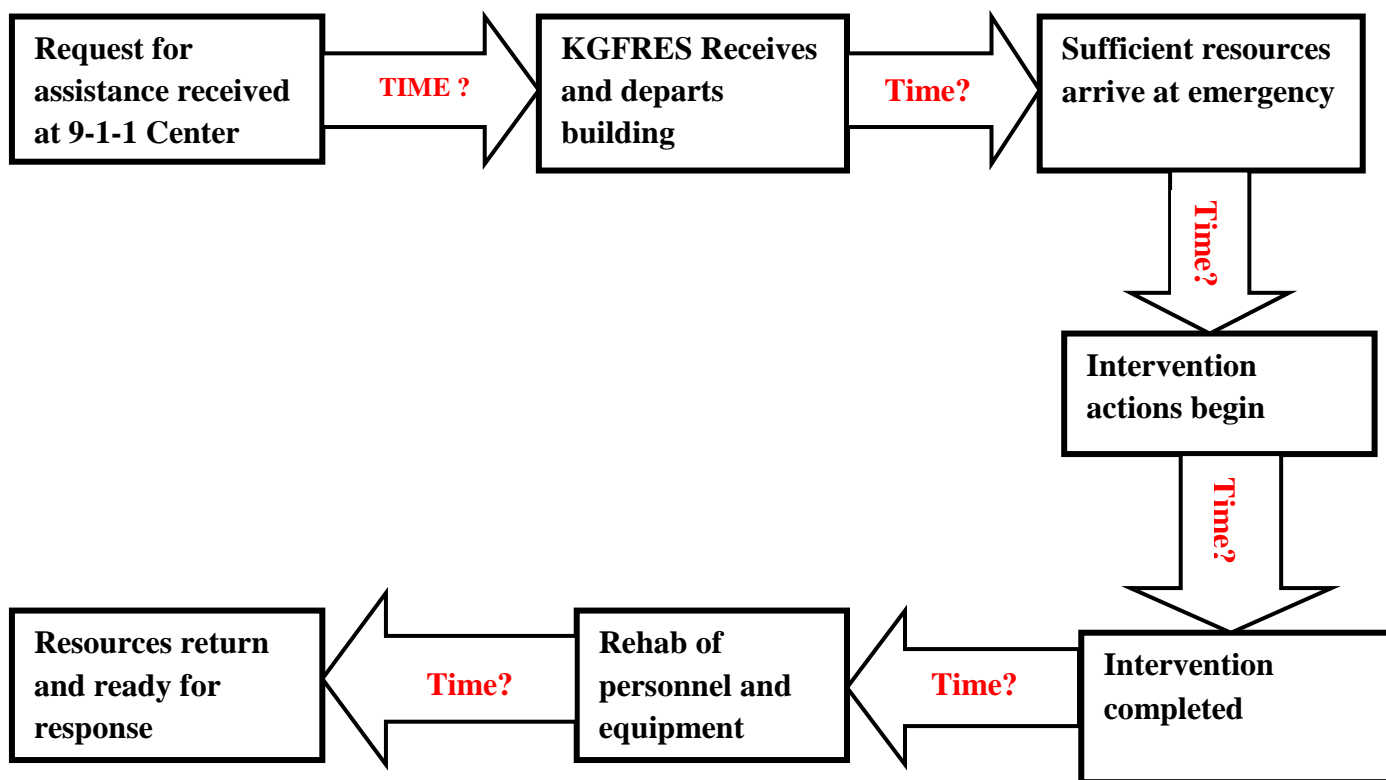 Request for
assistance received
at 9-1-1 Center
TIME ?
KGFRES Receives
and departs
building
Time?
Sufficient resources
arrive at emergency
Time?
Intervention
actions begin
Time?
Intervention
completed
Time?
Rehab of
personnel and
equipment
Time?
Resources return
and ready for
response